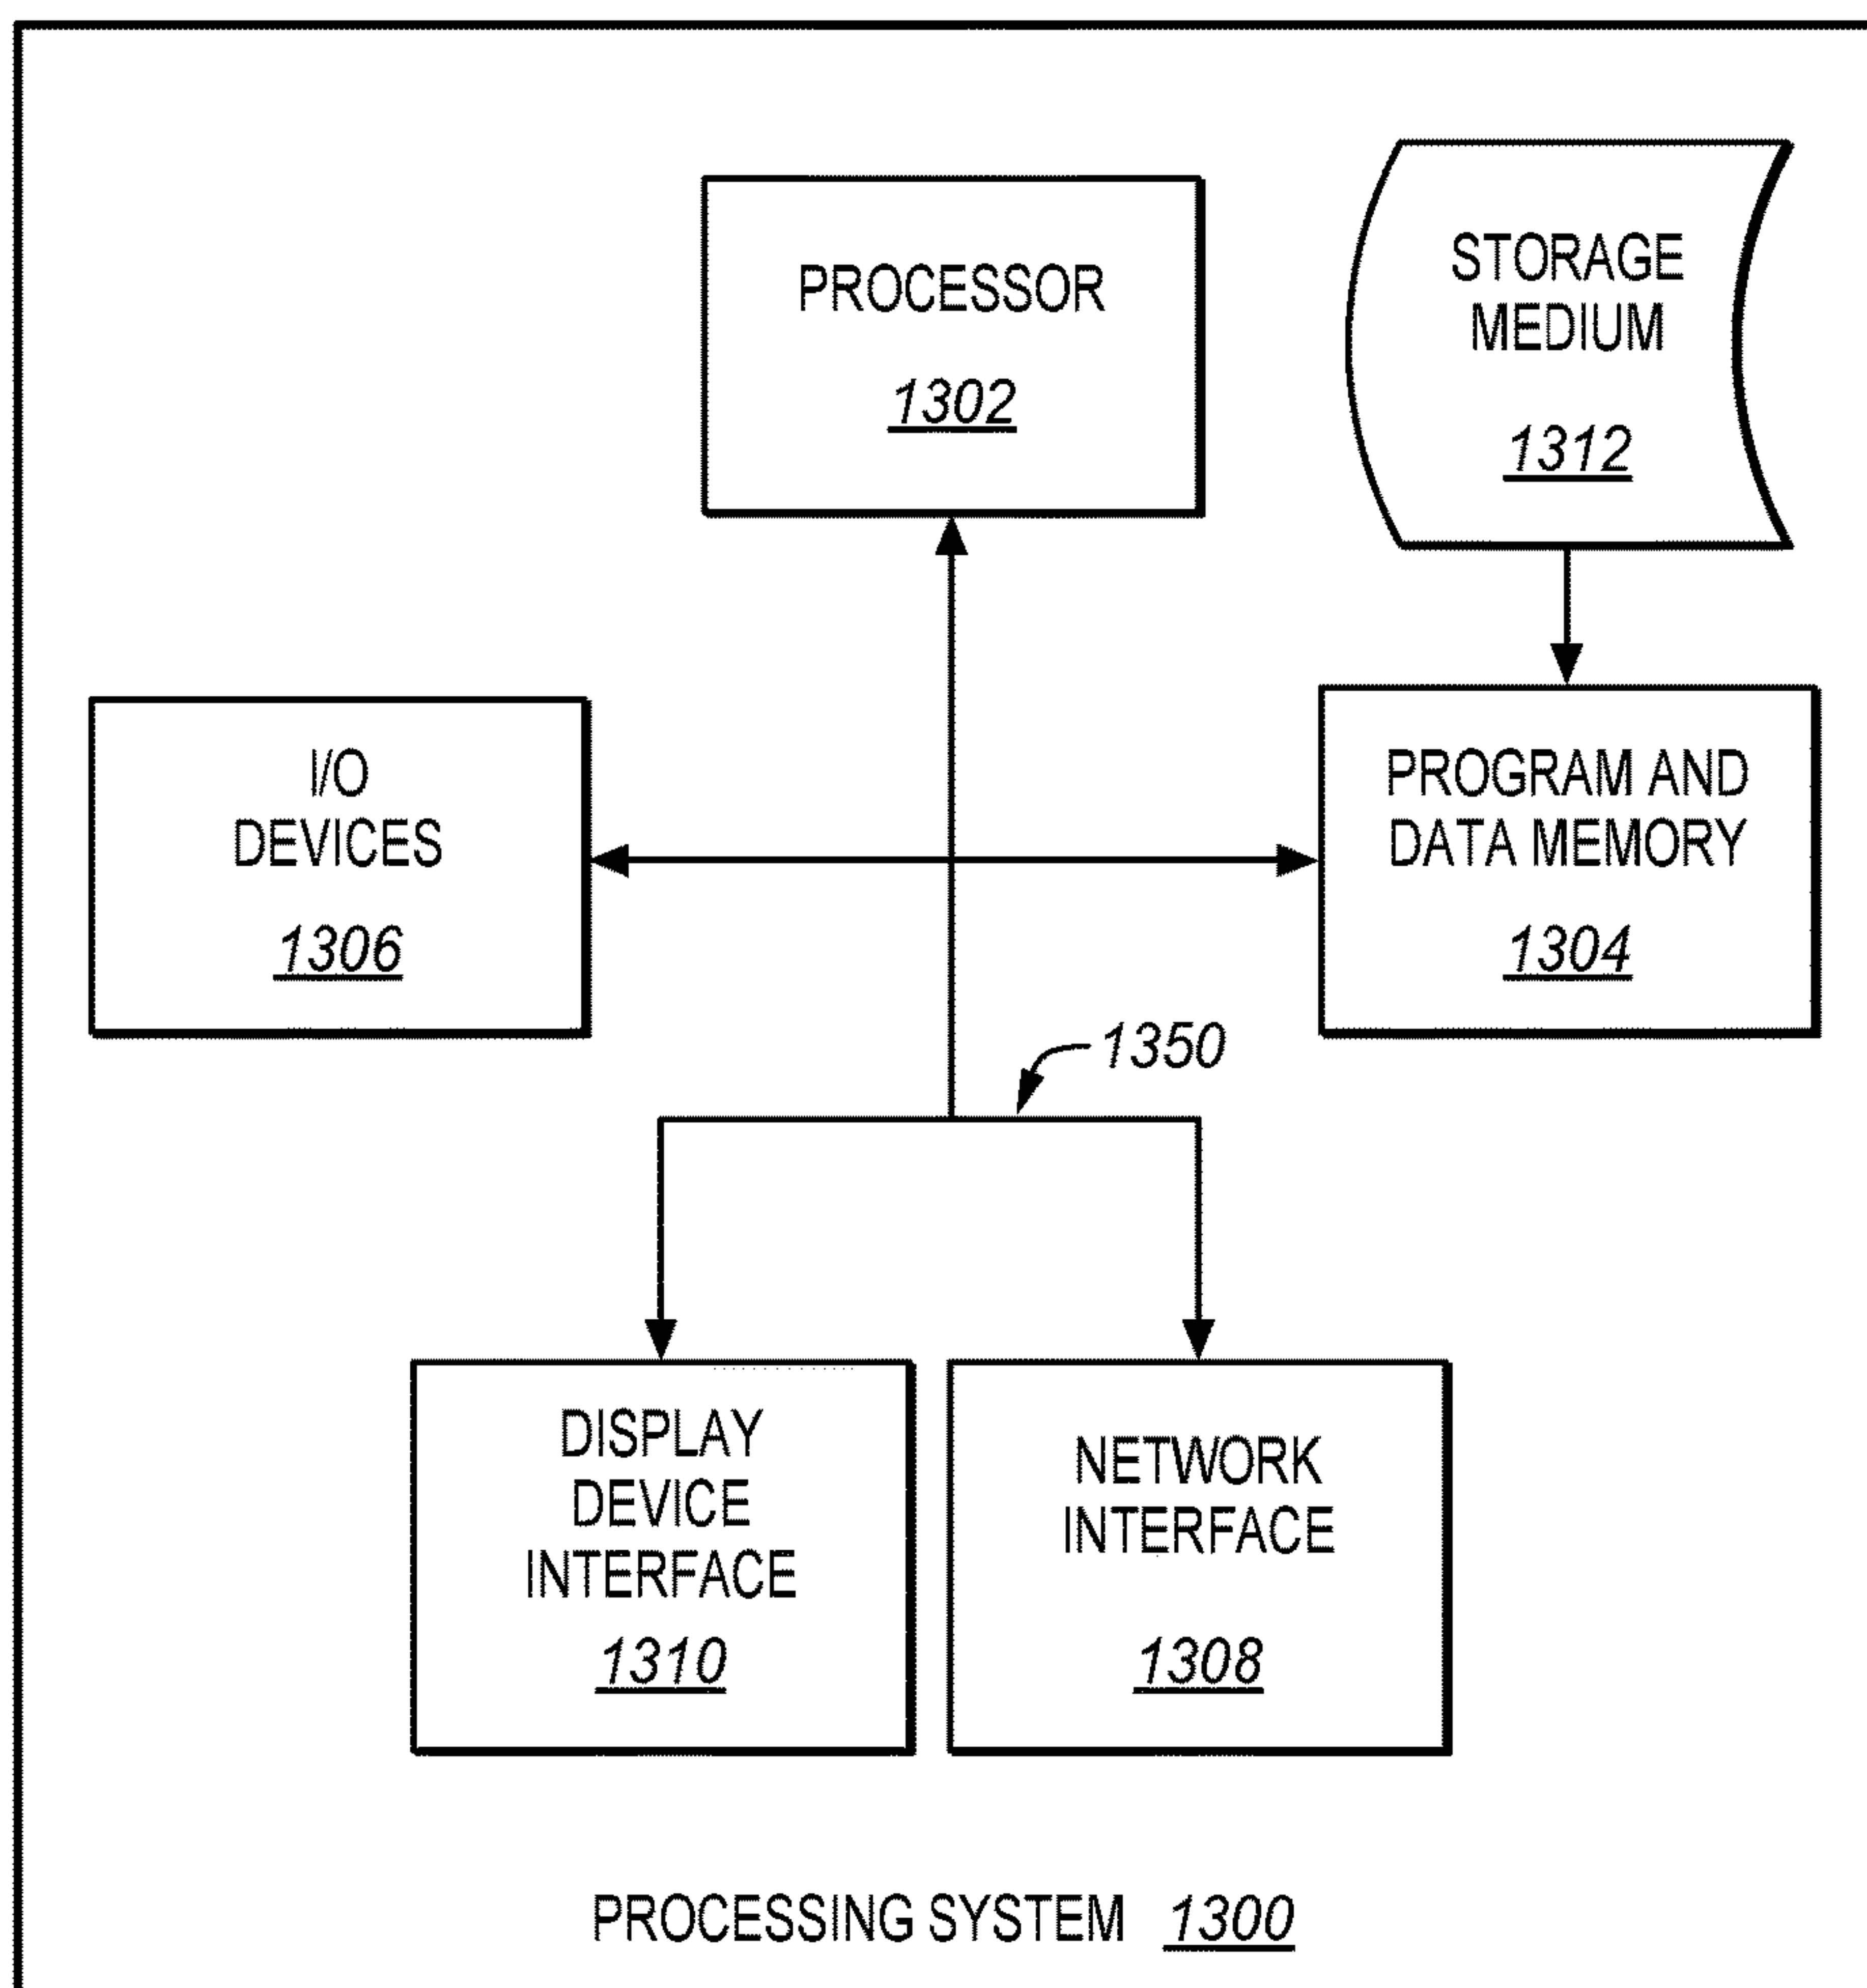 PROCESSOR
1302
STORAGE
MEDIUM
1312
I/O
DEVICES
1306
PROGRAM AND
DATA MEMORY
1304
1350
DISPLAY
DEVICE
INTERFACE
1310
NETWORK
INTERFACE
1308
PROCESSING SYSTEM 1300